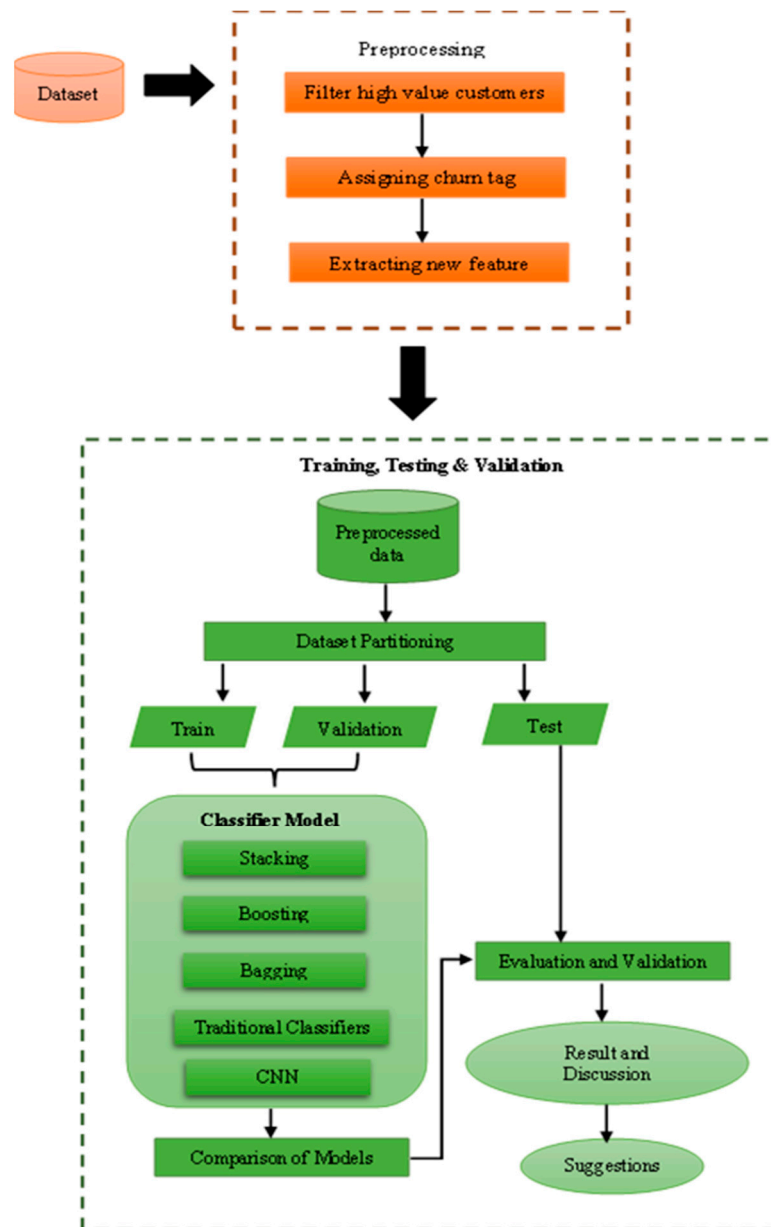 Preprocessing
Dataset
Filter high value customers
Assigning churn tag
Extracting new feature
Training, Testing & Validation
Preprocessed
data
Dataset Partitioning
Train
Validation
Test
Classifier Model
Stacking
Boosting
Bagging
Traditional Classifiers
CNN
Comparison of Models
Evaluation and Validation
Result and
Discussion
Suggestions